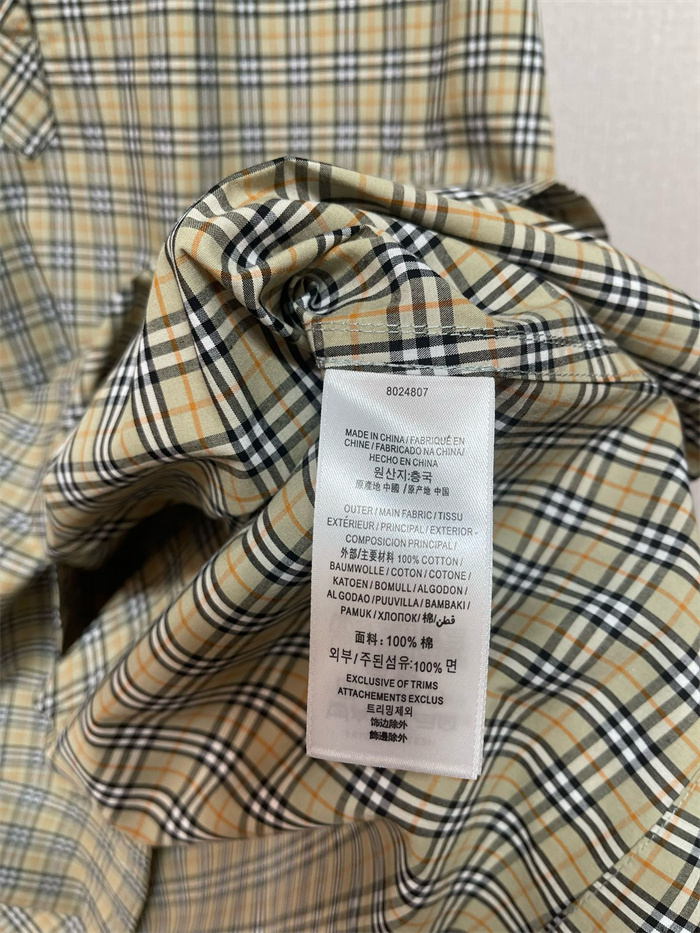 8024807
MADE IN CHINA / FABRIQUÉ EN
CHINE / FABRICADO NA CHINA/
HECHO EN CHINA
원산지:총국
原產地 中國 / 原产地 中国
OUTER / MAIN FABRIC / TISSU
EXTÉRIEUR / PRINCIPAL / EXTERIOR-
COMPOSICION PRINCIPAL /
外部/主要材料 100% COTTON /
BAUMWOLLE / COTON / COTONE /
KATOEN / BOMULL / ALGODON /
ALGODAO / PUUVILLA / BAMBAKI /
PAMUK / ХЛОПОК/ 棉/قطن
面料: 100% 棉
외부 / 주된섬유:100% 면
EXCLUSIVE OF TRIMS
ATTACHEMENTS EXCLUS
트리밍제외
饰边除外
飾邊除外